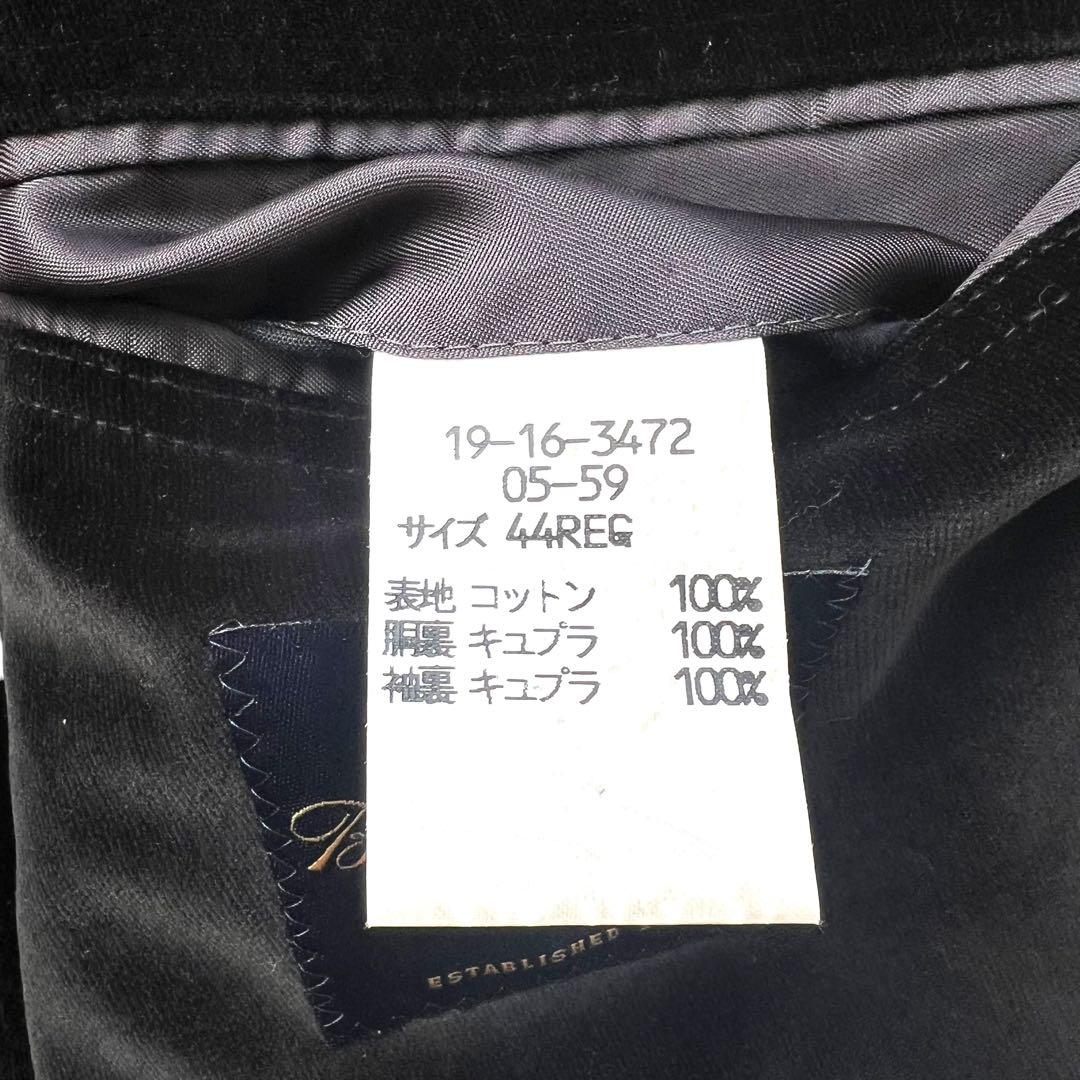 19-16-3472
05-59
サイズ 44REG
表地 コットン 100%
胴裏 キュプラ 100%
袖裏 キュプラ 100%
ESTABLISHED